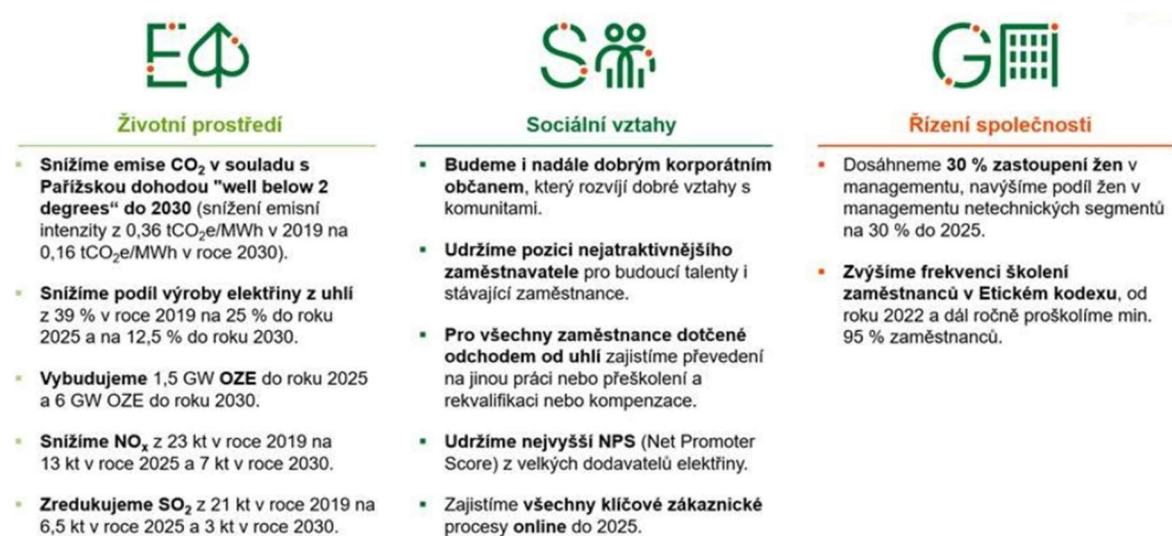 E
Životní prostředí
Snížíme emise CO₂ v souladu s
Pařížskou dohodou "well below 2
degrees“ do 2030 (snížení emisní
intenzity z 0,36 tCO₂e/MWh v 2019 na
0,16 tCO₂e/MWh v roce 2030).
Snížíme podíl výroby elektřiny z uhlí
z 39 % v roce 2019 na 25 % do roku
2025 a na 12,5 % do roku 2030.
Vybudujeme 1,5 GW OZE do roku 2025
a 6 GW OZE do roku 2030.
Snížíme NOₓ z 23 kt v roce 2019 na
13 kt v roce 2025 a 7 kt v roce 2030.
Zredukujeme SO₂ z 21 kt v roce 2019 na
6,5 kt v roce 2025 a 3 kt v roce 2030.
S
Sociální vztahy
Budeme i nadále dobrým korporátním
občanem, který rozvíjí dobré vztahy s
komunitami.
Udržíme pozici nejatraktivnějšího
zaměstnavatele pro budoucí talenty i
stávající zaměstnance.
Pro všechny zaměstnance dotčené
odchodem od uhlí zajistíme převedení
na jinou práci nebo přeškolení a
rekvalifikaci nebo kompenzace.
Udržíme nejvyšší NPS (Net Promoter
Score) z velkých dodavatelů elektřiny.
Zajistíme všechny klíčové zákaznické
procesy online do 2025.
G
Řízení společnosti
Dosáhneme 30 % zastoupení žen v
managementu, navýšíme podíl žen v
managementu netechnických segmentů
na 30 % do 2025.
Zvýšíme frekvenci školení
zaměstnanců v Etickém kodexu, od
roku 2022 a dál ročně proškolíme min.
95 % zaměstnanců.